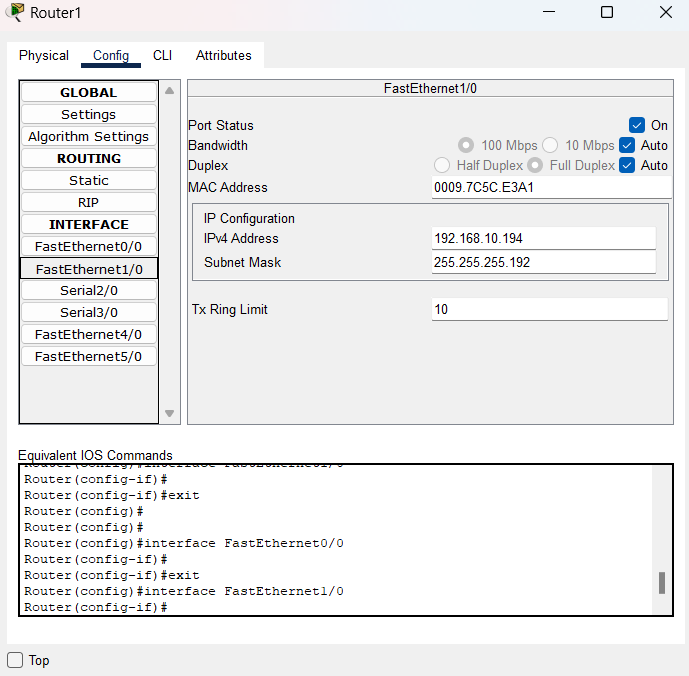 Router1
Physical Config CLI Attributes
GLOBAL
Settings
Algorithm Settings
ROUTING
Static
RIP
INTERFACE
FastEthernet0/0
FastEthernet1/0
Serial2/0
Serial3/0
FastEthernet4/0
FastEthernet5/0
FastEthernet1/0
Port Status On
Bandwidth 100 Mbps 10 Mbps Auto
Duplex Half Duplex Full Duplex Auto
MAC Address 0009.7C5C.E3A1
IP Configuration
IPv4 Address 192.168.10.194
Subnet Mask 255.255.255.192
Tx Ring Limit 10
Equivalent IOS Commands
Router(config)#interface FastEthernet1/0
Router(config-if)#
Router(config-if)#exit
Router(config)#
Router(config)#
Router(config)#interface FastEthernet0/0
Router(config-if)#
Router(config-if)#exit
Router(config)#interface FastEthernet1/0
Router(config-if)#
Top